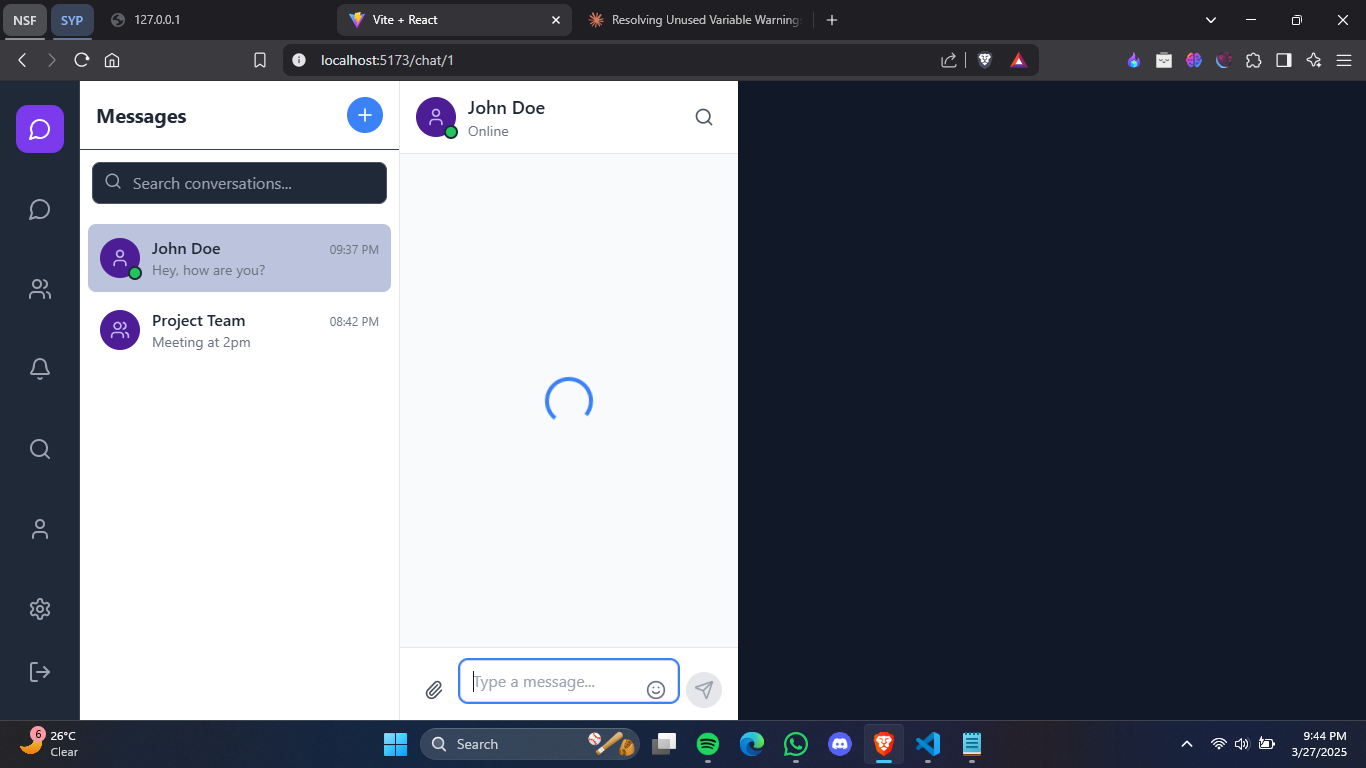 NSF
SYP
127.0.0.1
Vite + React
Resolving Unused Variable Warning
localhost:5173/chat/1
Messages
Search conversations...
John Doe
09:37 PM
Hey, how are you?
Project Team
08:42 PM
Meeting at 2pm
John Doe
Online
Type a message...
6
26°C
Clear
Search
9:44 PM
3/27/2025